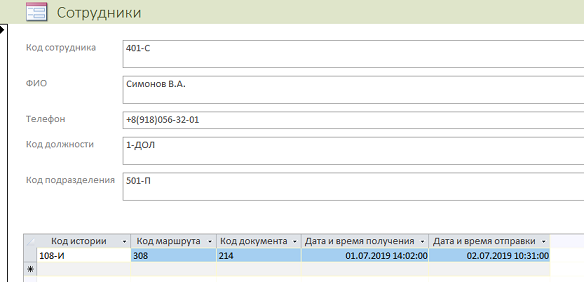 Сотрудники
Код сотрудника 401-С
ФИО Симонов В.А.
Телефон +8(918)056-32-01
Код должности 1-ДОЛ
Код подразделения 501-П
Код истории Код маршрута Код документа Дата и время получения Дата и время отправки
108-И 308 214 01.07.2019 14:02:00 02.07.2019 10:31:00